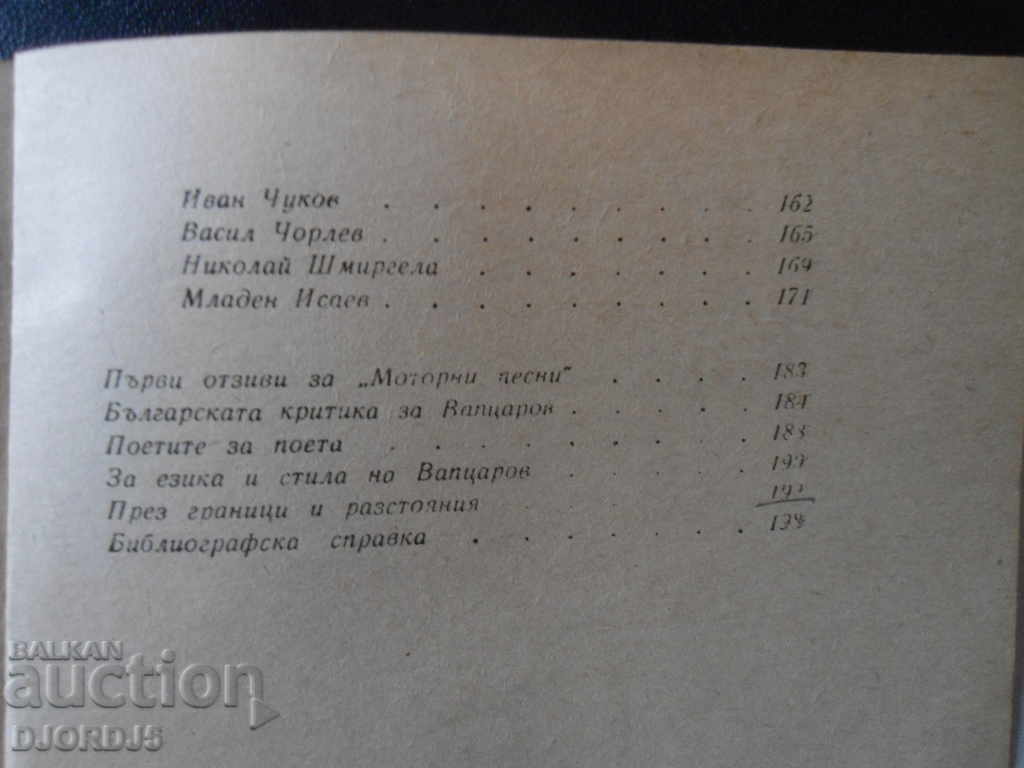 Иван Чуков . . . . . . . . 162
Васил Чорлев . . . . . . . . 165
Николай Шмиргела . . . . . . 169
Младен Исаев . . . . . . . . 171
Първи отзиви за „Моторни песни" . . . . 183
Българската критика за Вапцаров . . . . . 184
Поетите за поета . . . . . . . .
За езика и стила но Вапцаров . . . . .
През граници и разстояния . . . . . .
Библиографска справка . . . . . . .
BALKAN
auction
DJORDJ5